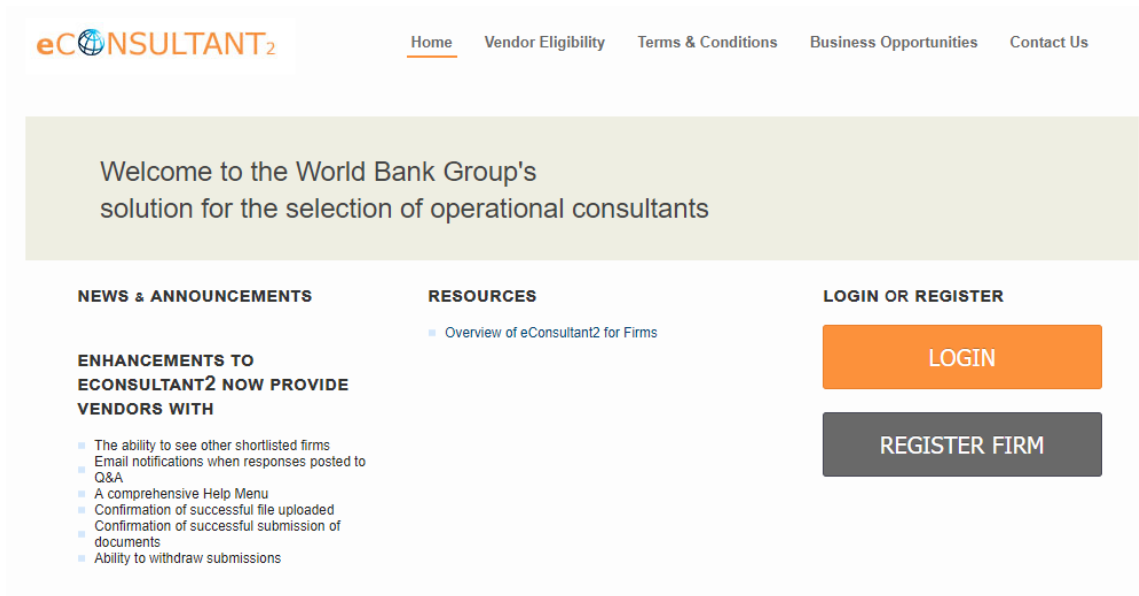 eCONSULTANT2
Home Vendor Eligibility Terms & Conditions Business Opportunities Contact Us
Welcome to the World Bank Group's
solution for the selection of operational consultants
NEWS & ANNOUNCEMENTS
ENHANCEMENTS TO
ECONSULTANT2 NOW PROVIDE
VENDORS WITH
The ability to see other shortlisted firms
Email notifications when responses posted to
Q&A
A comprehensive Help Menu
Confirmation of successful file uploaded
Confirmation of successful submission of
documents
Ability to withdraw submissions
RESOURCES
Overview of eConsultant2 for Firms
LOGIN OR REGISTER
LOGIN
REGISTER FIRM